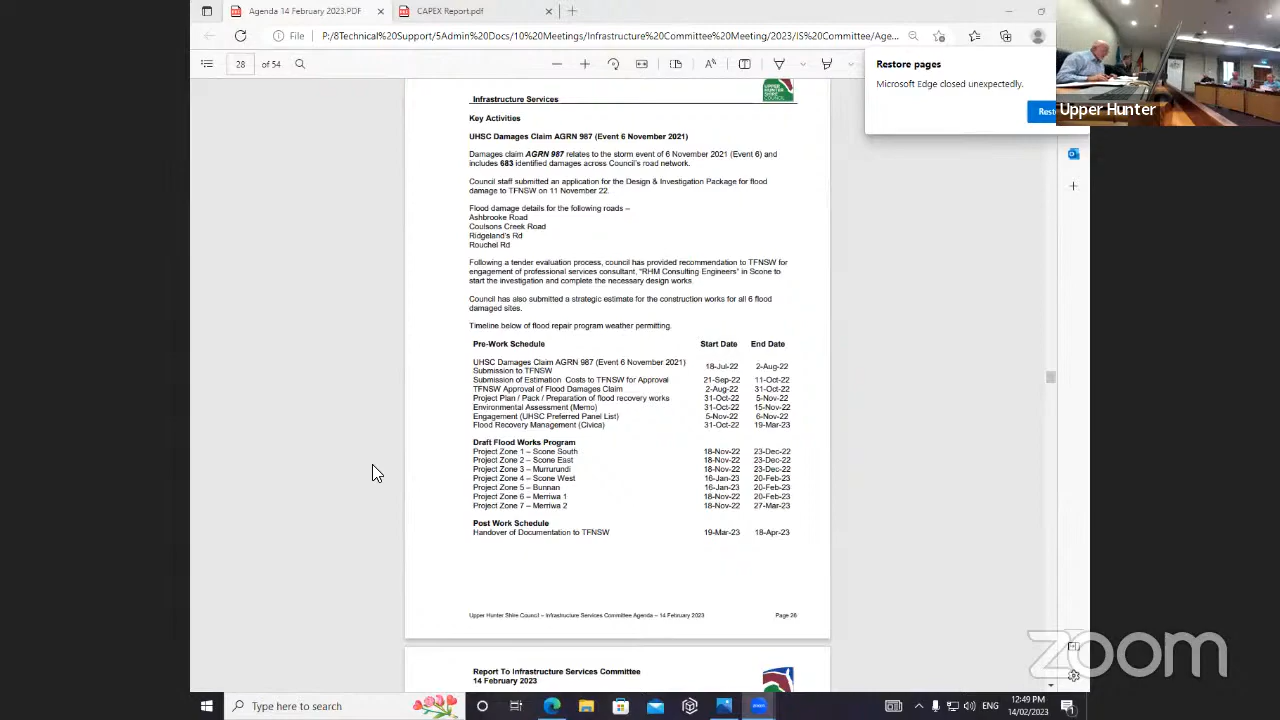 Agenda 14 February 2023.PDF
CAPEX Report.pdf
File
P:/8Technical%20Support/5Admin%20Docs/10%20Meetings/Infrastructure%20Committee%20Meeting/2023/IS%20Committee/Age...
28 of 54
Restore pages
Microsoft Edge closed unexpectedly.
Rest
Upper Hunter
UPPER HUNTER SHIRE COUNCIL
Infrastructure Services
Key Activities
UHSC Damages Claim AGRN 987 (Event 6 November 2021)
Damages claim AGRN 987 relates to the storm event of 6 November 2021 (Event 6) and
includes 683 identified damages across Council's road network.
Council staff submitted an application for the Design & Investigation Package for flood
damage to TFNSW on 11 November 22.
Flood damage details for the following roads –
Ashbrooke Road
Coulsons Creek Road
Ridgeland's Rd
Rouchel Rd
Following a tender evaluation process, council has provided recommendation to TFNSW for
engagement of professional services consultant, "RHM Consulting Engineers" in Scone to
start the investigation and complete the necessary design works
Council has also submitted a strategic estimate for the construction works for all 6 flood
damaged sites.
Timeline below of flood repair program weather permitting.
Pre-Work Schedule Start Date End Date
UHSC Damages Claim AGRN 987 (Event 6 November 2021)
Submission to TFNSW 18-Jul-22 2-Aug-22
Submission of Estimation Costs to TFNSW for Approval 21-Sep-22 11-Oct-22
TFNSW Approval of Flood Damages Claim 2-Aug-22 31-Oct-22
Project Plan / Pack / Preparation of flood recovery works 31-Oct-22 5-Nov-22
Environmental Assessment (Memo) 31-Oct-22 15-Nov-22
Engagement (UHSC Preferred Panel List) 5-Nov-22 6-Nov-22
Flood Recovery Management (Civica) 31-Oct-22 19-Mar-23
Draft Flood Works Program
Project Zone 1 – Scone South 18-Nov-22 23-Dec-22
Project Zone 2 – Scone East 18-Nov-22 23-Dec-22
Project Zone 3 – Murrurundi 18-Nov-22 23-Dec-22
Project Zone 4 – Scone West 16-Jan-23 20-Feb-23
Project Zone 5 – Bunnan 16-Jan-23 20-Feb-23
Project Zone 6 – Merriwa 1 18-Nov-22 20-Feb-23
Project Zone 7 – Merriwa 2 18-Nov-22 27-Mar-23
Post Work Schedule
Handover of Documentation to TFNSW 19-Mar-23 18-Apr-23
Upper Hunter Shire Council – Infrastructure Services Committee Agenda – 14 February 2023 Page 26
Report To Infrastructure Services Committee
14 February 2023
zoom
Type here to search
zoom
ENG
12:49 PM
14/02/2023
1